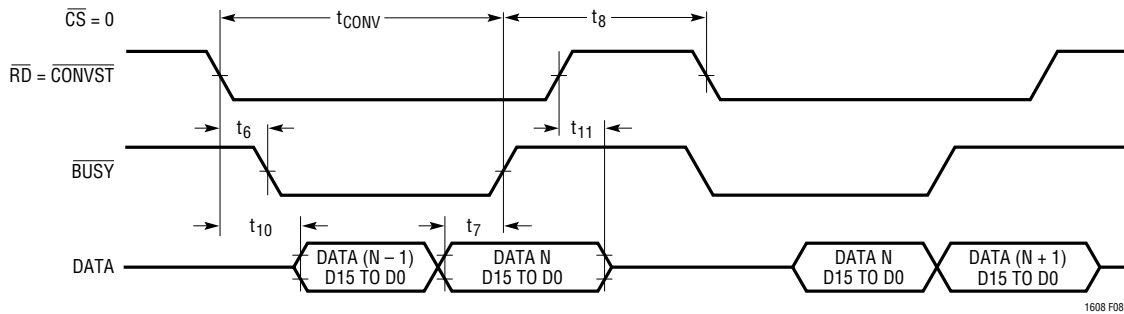 CS = 0
tCONV
t8
RD = CONVST
t6
t11
BUSY
t10
t7
DATA
DATA (N – 1)
D15 TO D0
DATA N
D15 TO D0
DATA N
D15 TO D0
DATA (N + 1)
D15 TO D0
1608 F08